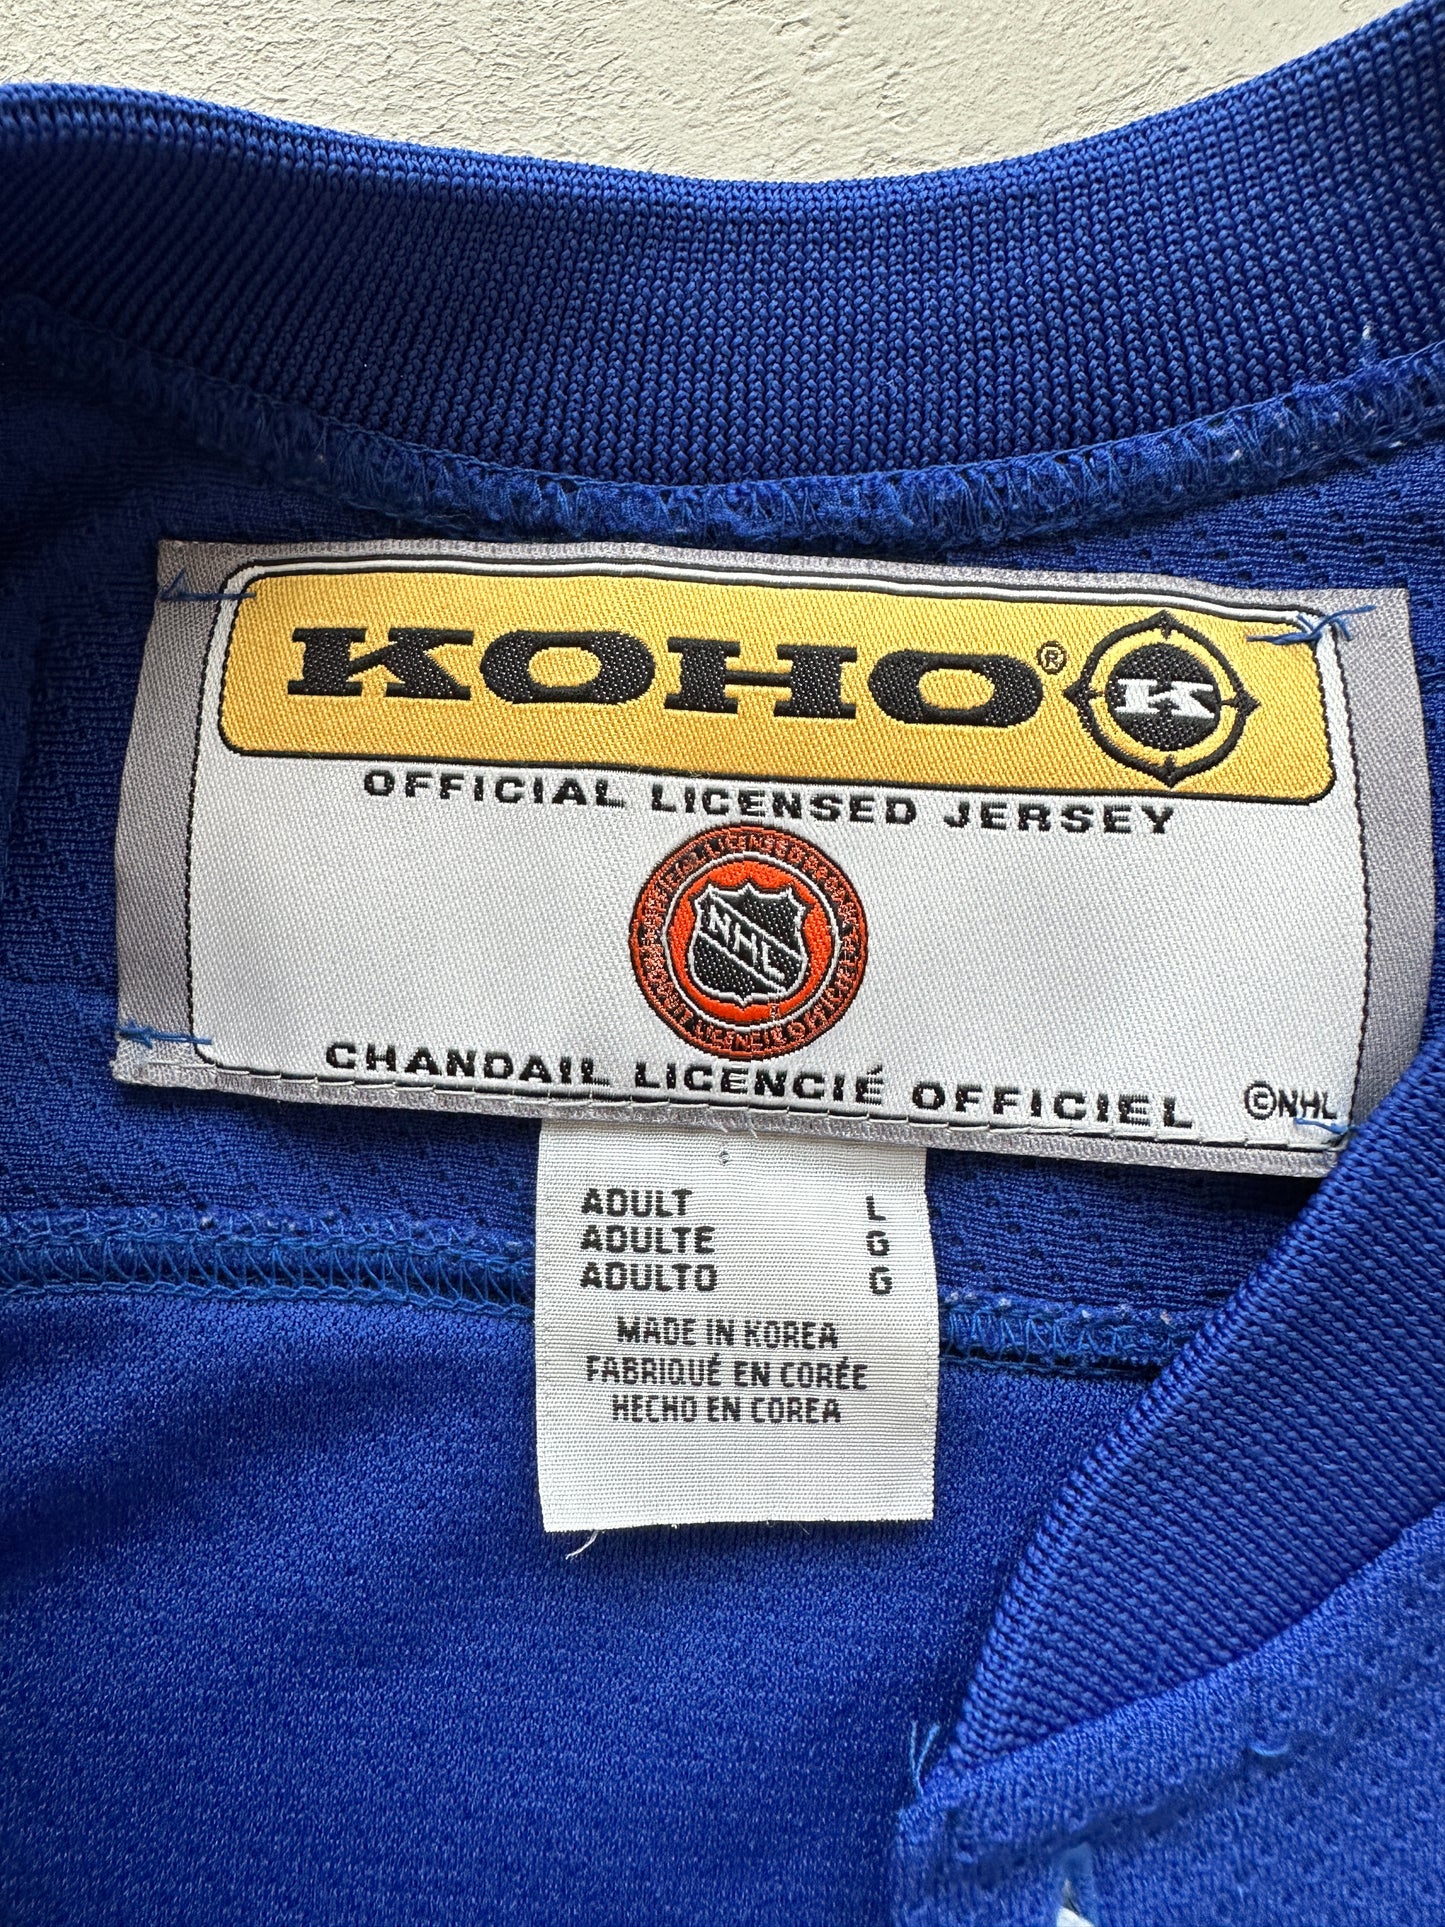 KOHO® K
OFFICIAL LICENSED JERSEY
NHL
CHANDAIL LICENCIÉ OFFICIEL ©NHL
ADULT L
ADULTE G
ADULTO G
MADE IN KOREA
FABRIQUÉ EN CORÉE
HECHO EN COREA